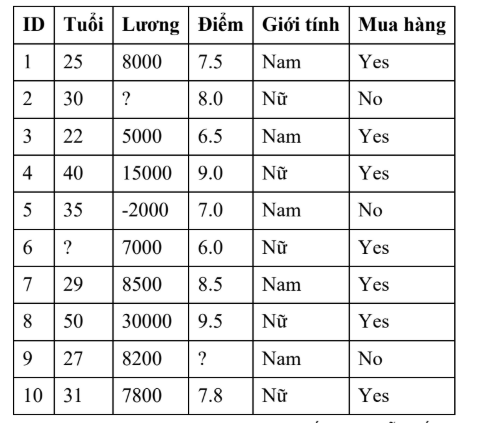 ID Tuổi Lương Điểm Giới tính Mua hàng
1 25 8000 7.5 Nam Yes
2 30 ? 8.0 Nữ No
3 22 5000 6.5 Nam Yes
4 40 15000 9.0 Nữ Yes
5 35 -2000 7.0 Nam No
6 ? 7000 6.0 Nữ Yes
7 29 8500 8.5 Nam Yes
8 50 30000 9.5 Nữ Yes
9 27 8200 ? Nam No
10 31 7800 7.8 Nữ Yes